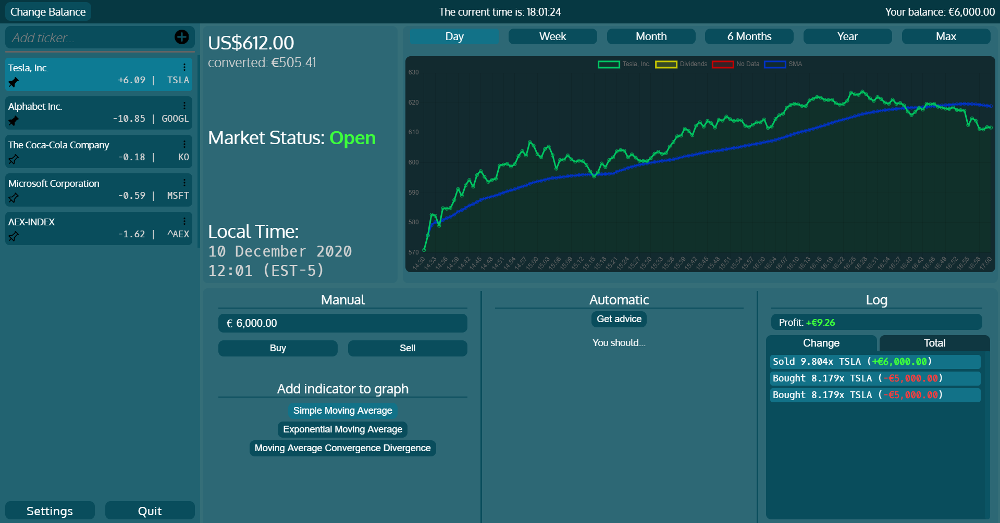 Change Balance
The current time is: 18:01:24
Your balance: €6,000.00
Add ticker...
Tesla, Inc.
+6.09 | TSLA
Alphabet Inc.
-10.85 | GOOGL
The Coca-Cola Company
-0.18 | KO
Microsoft Corporation
-0.59 | MSFT
AEX-INDEX
-1.62 | ^AEX
Settings
Quit
US$612.00
converted: €505.41
Market Status: Open
Local Time:
10 December 2020
12:01 (EST-5)
Day
Week
Month
6 Months
Year
Max
Tesla, Inc.
Dividends
No Data
SMA
630
620
610
600
590
580
570
14:30
14:33
14:36
14:39
14:42
14:45
14:48
14:51
14:54
14:57
15:00
15:03
15:06
15:09
15:12
15:15
15:18
15:21
15:24
15:27
15:30
15:33
15:36
15:39
15:42
15:45
15:48
15:51
15:54
15:57
16:00
16:04
16:07
16:10
16:13
16:16
16:19
16:22
16:25
16:28
16:31
16:34
16:37
16:40
16:43
16:46
16:49
16:52
16:55
16:58
17:00
Manual
€ 6,000.00
Buy
Sell
Add indicator to graph
Simple Moving Average
Exponential Moving Average
Moving Average Convergence Divergence
Automatic
Get advice
You should...
Log
Profit: +€9.26
Change
Total
Sold 9.804x TSLA (+€6,000.00)
Bought 8.179x TSLA (-€5,000.00)
Bought 8.179x TSLA (-€5,000.00)